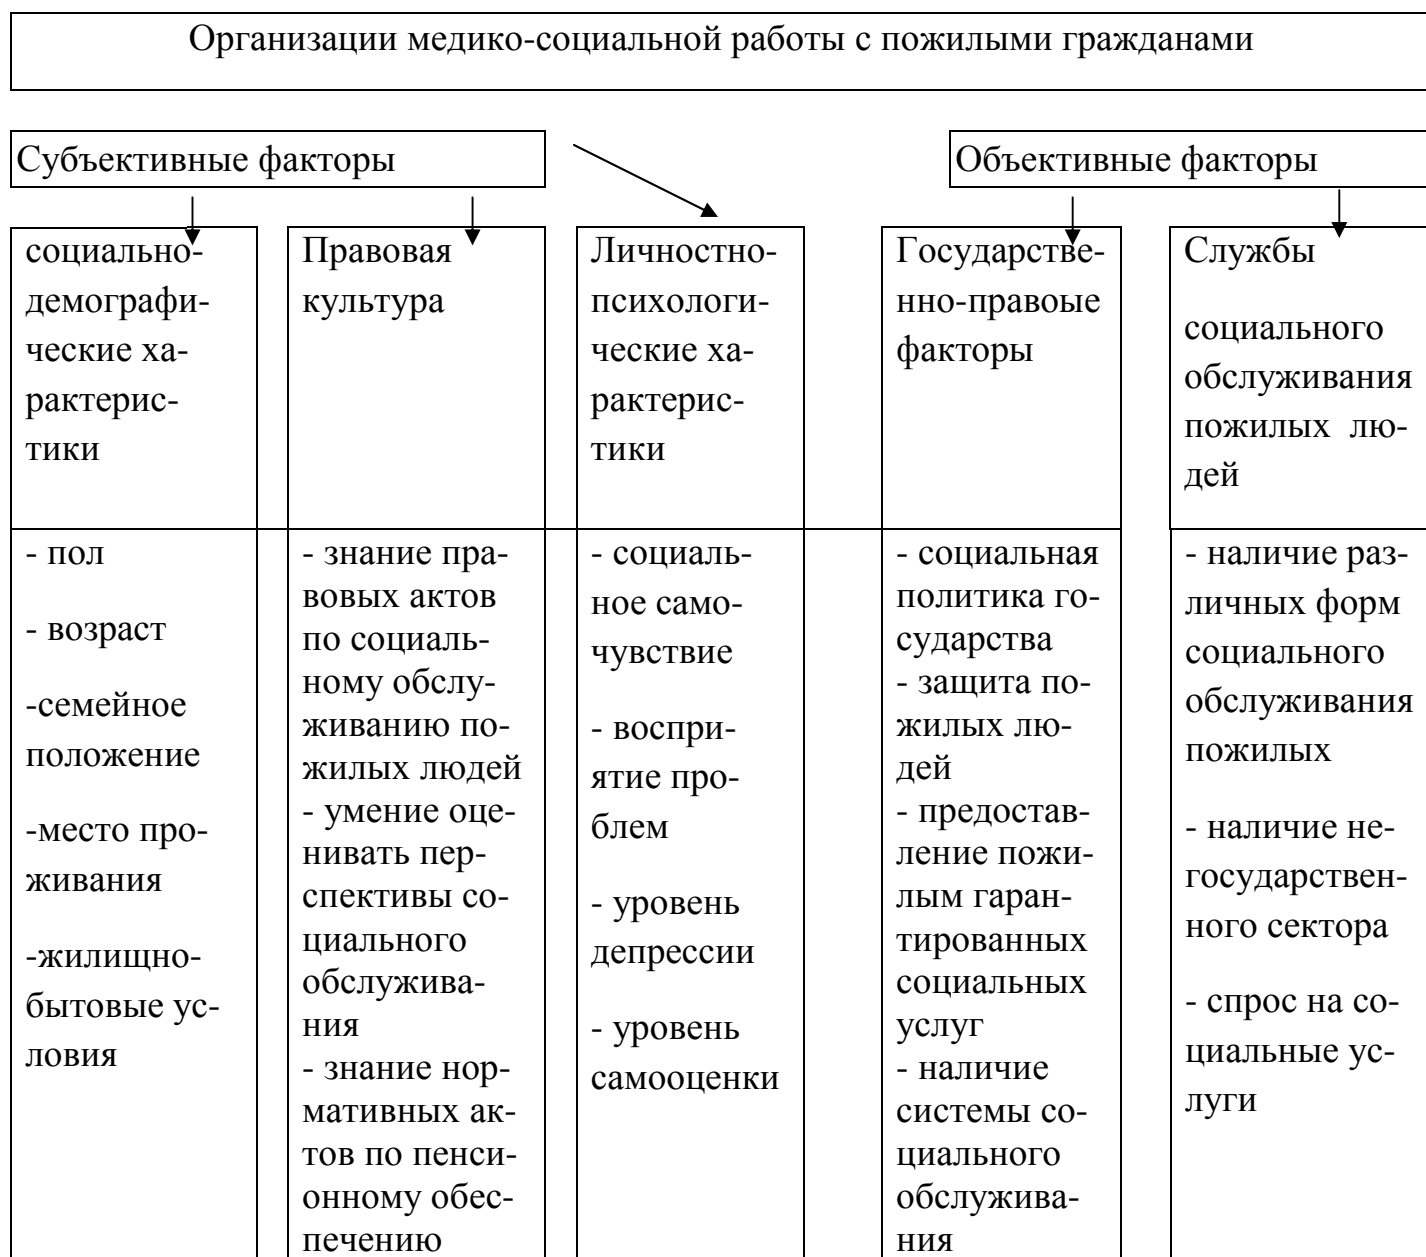 Организации медико-социальной работы с пожилыми гражданами
Субъективные факторы
Объективные факторы
социально-
демографи-
ческие ха-
рактерис-
тики
Правовая
культура
Личностно-
психологи-
ческие ха-
рактерис-
тики
Государстве-
нно-правоые
факторы
Службы
социального
обслуживания
пожилых лю-
дей
- пол
- возраст
-семейное
положение
-место про-
живания
-жилищно-
бытовые ус-
ловия
- знание пра-
вовых актов
по социаль-
ному обслу-
живанию по-
жилых людей
- умение оце-
нивать пер-
спективы со-
циального
обслужива-
ния
- знание нор-
мативных ак-
тов по пенси-
онному обес-
печению
- социаль-
ное само-
чувствие
- воспри-
ятие про-
блем
- уровень
депрессии
- уровень
самооценки
- социальная
политика го-
сударства
- защита по-
жилых лю-
дей
- предостав-
ление пожи-
лым гаран-
тированных
социальных
услуг
- наличие
системы со-
циального
обслужива-
ния
- наличие раз-
личных форм
социального
обслуживания
пожилых
- наличие не-
государствен-
ного сектора
- спрос на со-
циальные ус-
луги